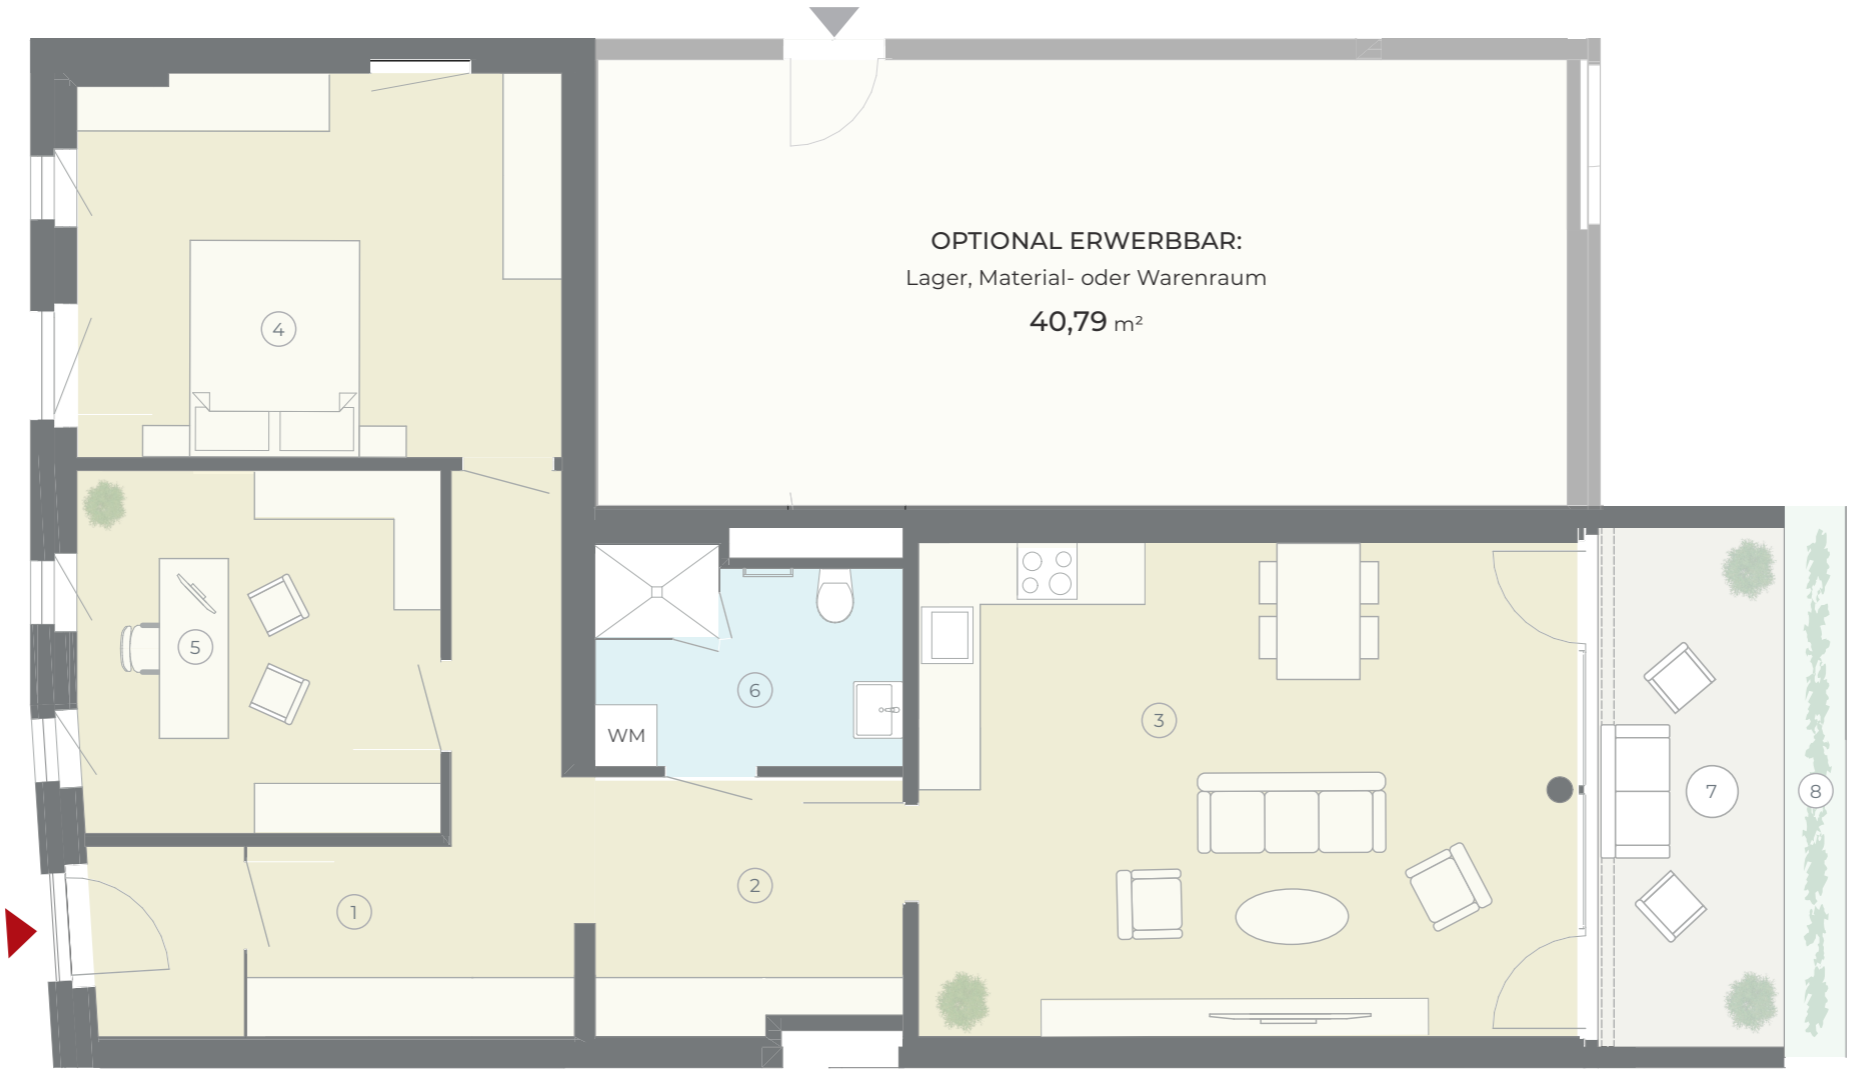 OPTIONAL ERWERBBAR:
Lager, Material- oder Warenraum
40,79 m²
4
5
6
WM
3
7
8
2
1